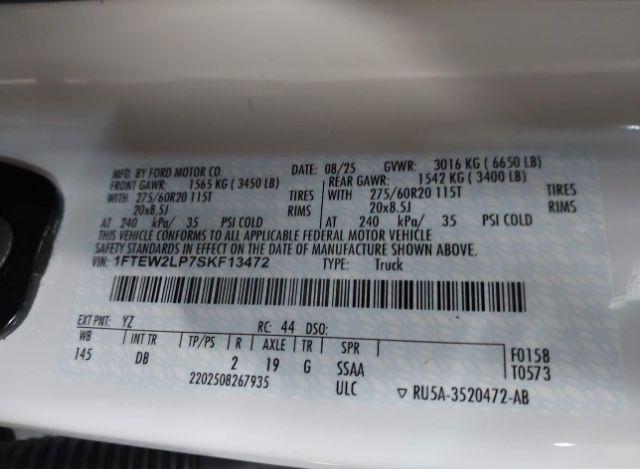 MFD. BY FORD MOTOR CO. DATE: 08/25 GVWR: 3016 KG ( 6650 LB)
FRONT GAWR: 1565 KG ( 3450 LB) REAR GAWR: 1542 KG ( 3400 LB)
WITH 275/60R20 115T TIRES WITH 275/60R20 115T TIRES
20x8.5J RIMS 20x8.5J RIMS
AT 240 kPa/ 35 PSI COLD AT 240 kPa/ 35 PSI COLD
THIS VEHICLE CONFORMS TO ALL APPLICABLE FEDERAL MOTOR VEHICLE
SAFETY STANDARDS IN EFFECT ON THE DATE OF MANUFACTURE SHOWN ABOVE.
VIN: 1FTEW2LP7SKF13472 TYPE: Truck
EXT PNT: YZ RC: 44 DSO:
WB INT TR TP/PS R AXLE TR SPR F0158
145 DB 2 19 G SSAA T0573
2202508267935 ULC ▽ RU5A-3520472-AB